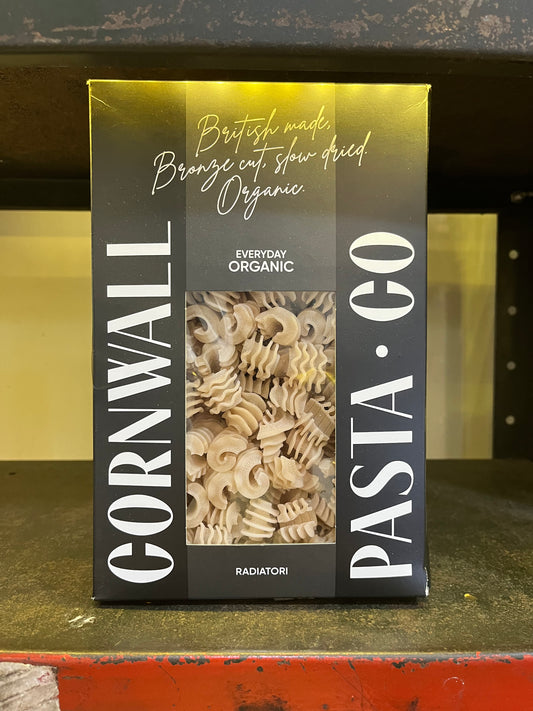 British made,
Bronze cut, slow dried.
Organic.
EVERYDAY
ORGANIC
CORNWALL
PASTA • CO
RADIATORI